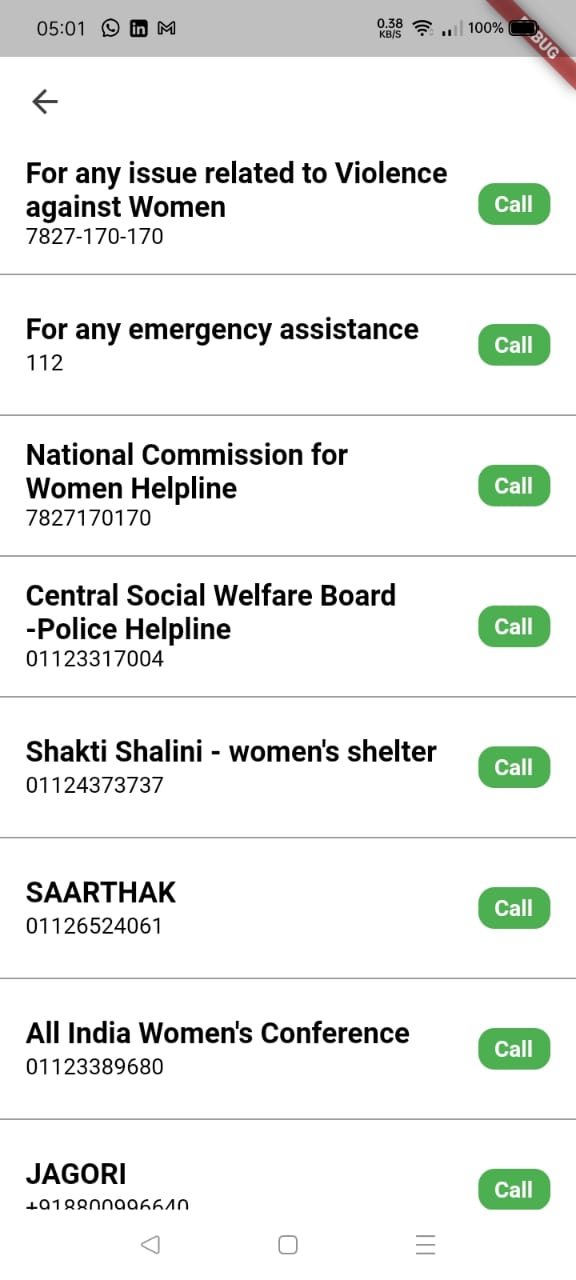 05:01
0.38
KB/S
100%
BUG
For any issue related to Violence
against Women
7827-170-170
Call
For any emergency assistance
112
Call
National Commission for
Women Helpline
7827170170
Call
Central Social Welfare Board
-Police Helpline
01123317004
Call
Shakti Shalini - women's shelter
01124373737
Call
SAARTHAK
01126524061
Call
All India Women's Conference
01123389680
Call
JAGORI
+918800996640
Call